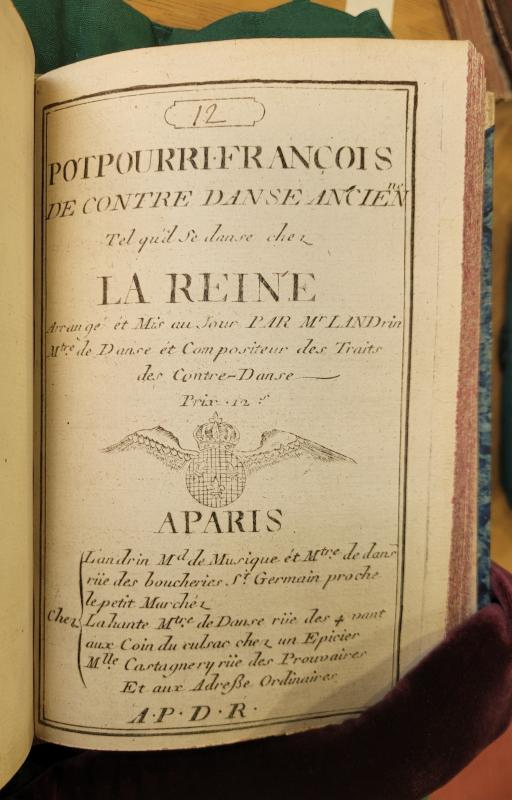 12
POTPOURRI·FRANÇOIS
DE CONTRE DANSE ANCIENne
Tel qu'il Se danse chez
LA REINE
Arrangé et Mis au Jour PAR Mr LANDrin
Mtre de Danse et Compositeur des Traits
des Contre-Danse
Prix .12 s
APARIS
Chez
Landrin Md de Musique et Mtre de dans
rüe des boucheries St Germain proche
le petit Marchéz
Lahante Mtre de Danse rüe des 4 vant
aux Coin du culsac chez un Epicier
Mlle Castagnery rüe des Prouvaires
Et aux Adreße Ordinaires
A·P·D·R·